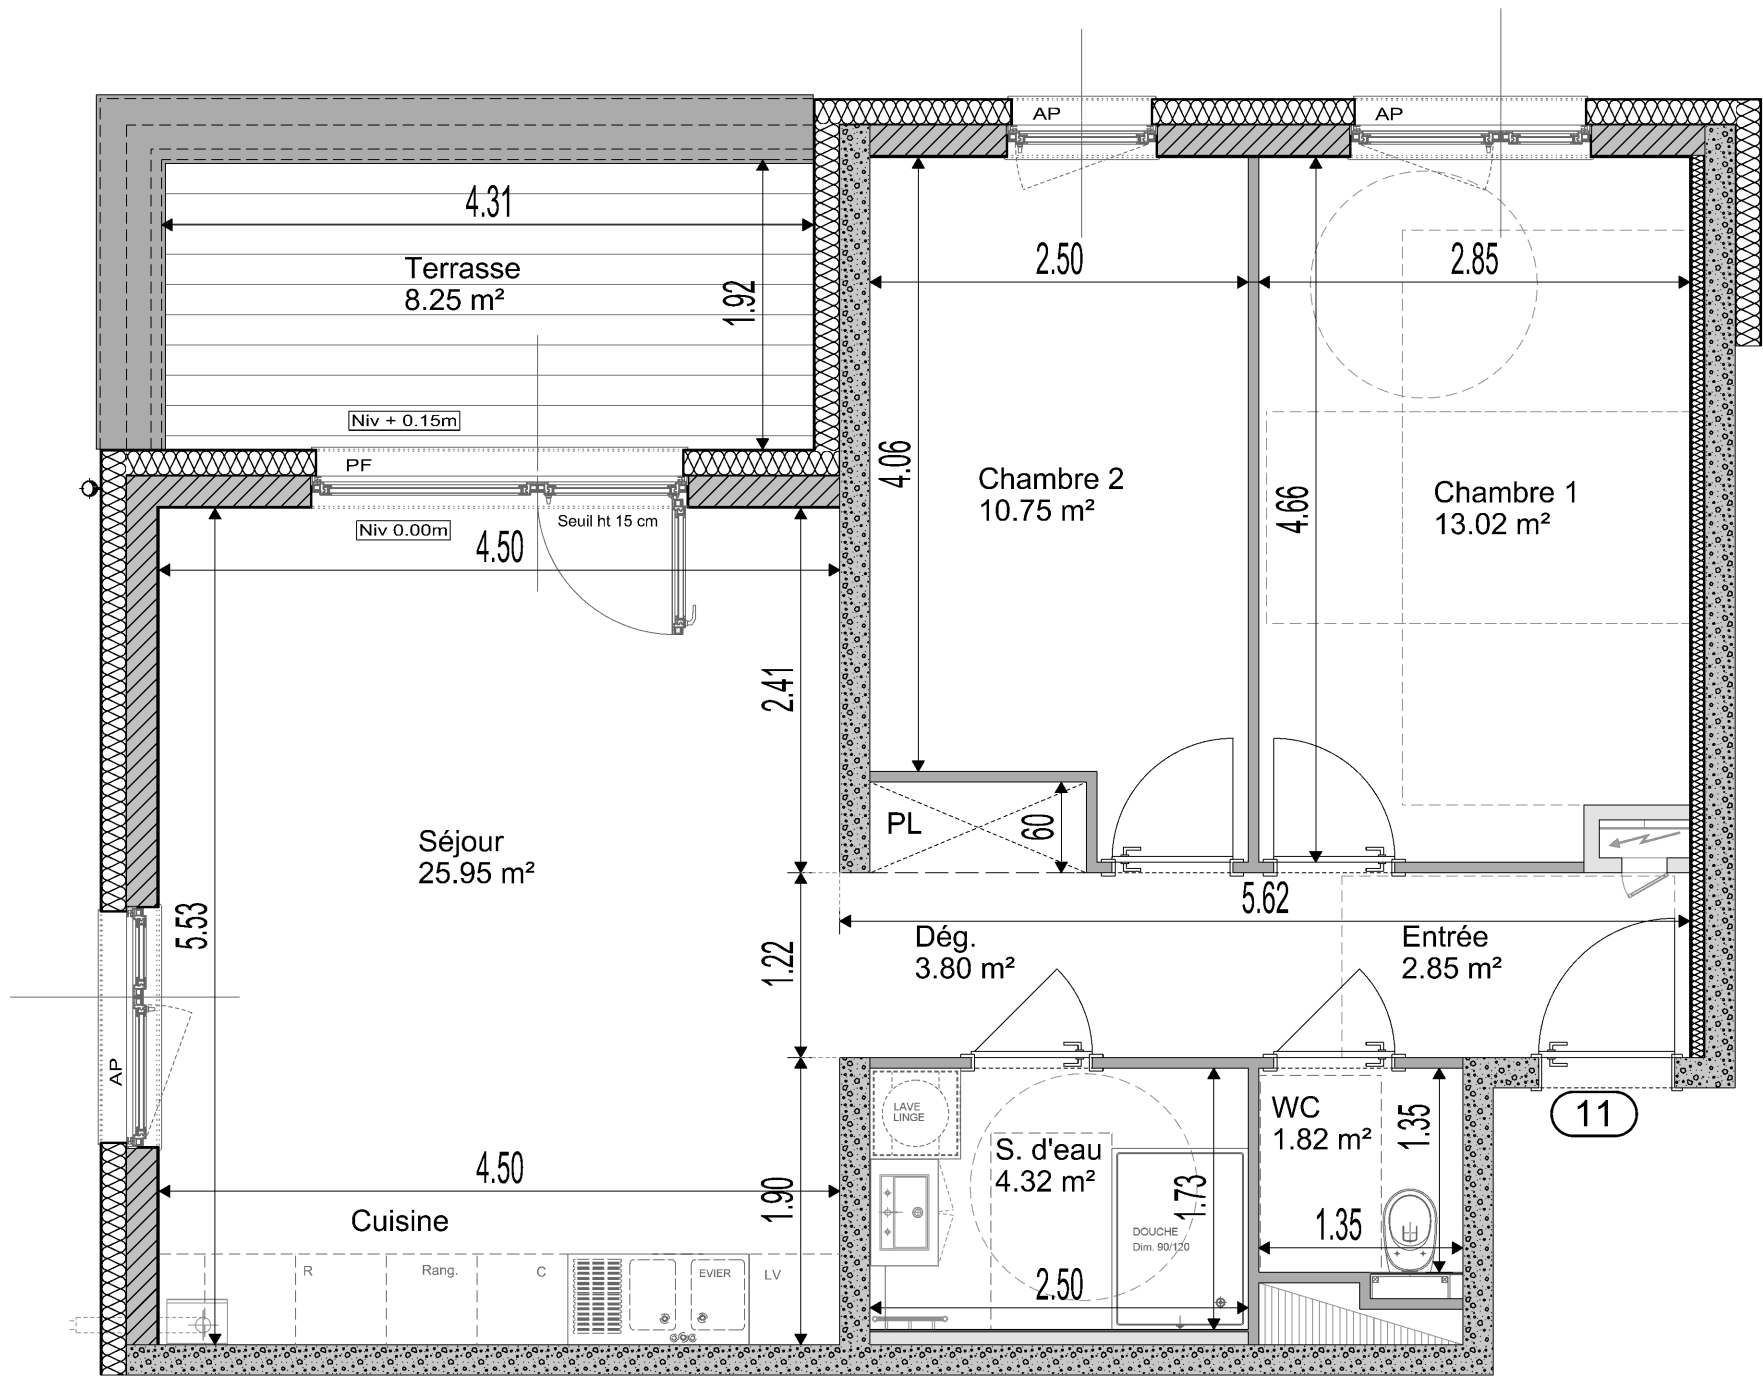 AP
AP
4.31
Terrasse
8.25 m²
1.92
2.50
2.85
Niv + 0.15m
PF
Niv 0.00m
Seuil ht 15 cm
4.50
4.06
Chambre 2
10.75 m²
4.66
Chambre 1
13.02 m²
2.41
Séjour
25.95 m²
PL
60
5.53
5.62
1.22
Dég.
3.80 m²
Entrée
2.85 m²
AP
LAVE
LINGE
WC
1.82 m²
1.35
11
S. d'eau
4.32 m²
4.50
1.90
1.73
Cuisine
DOUCHE
Dim. 90/120
1.35
R
Rang.
C
EVIER
LV
2.50